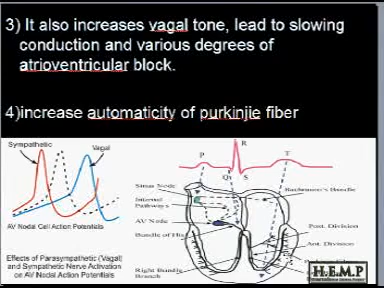 3) It also increases vagal tone, lead to slowing
conduction and various degrees of
atrioventricular block.
4)increase automaticity of purkinjie fiber
Sympathetic
Vagal
AV Nodal Cell Action Potentials
Effects of Parasympathetic (Vagal)
and Sympathetic Nerve Activation
on AV Nodal Action Potentials
R
P
T
Q
S
Sinus Node
Bachmann's Bundle
Internal
Pathways
AV Node
Bundle of His
Post. Division
Ant. Division
Right Bundle
Branch
H.E.M.P